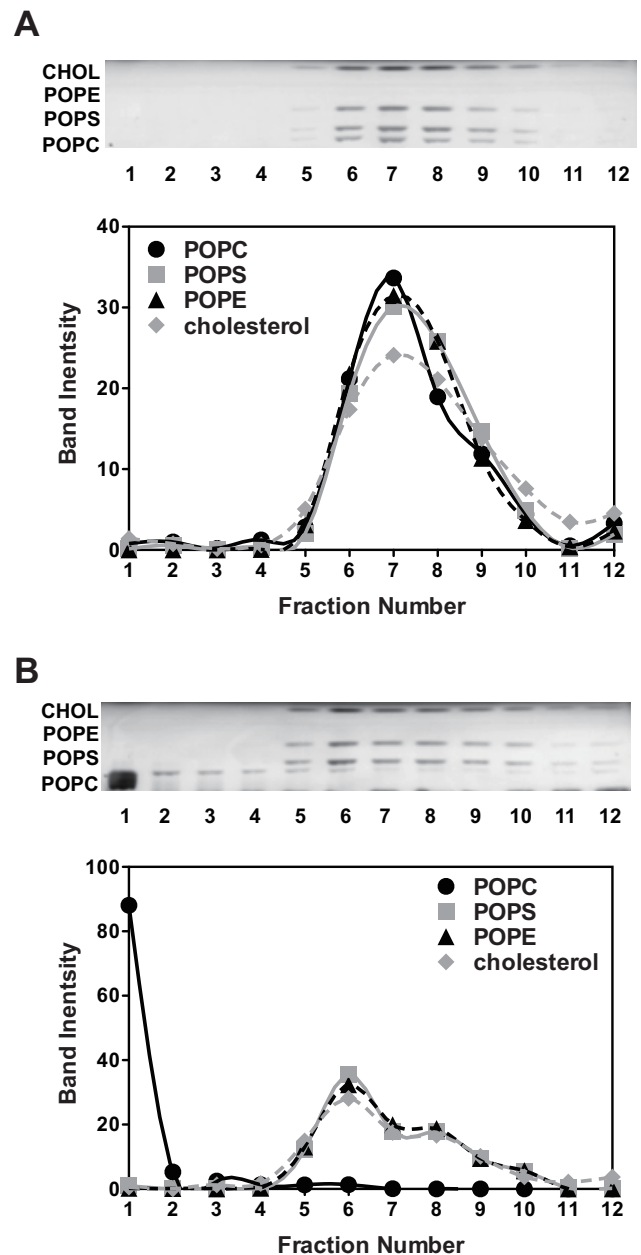 A
CHOL
POPE
POPS
POPC
1 2 3 4 5 6 7 8 9 10 11 12
40
30
20
10
0
Band Inentsity
POPC
POPS
POPE
cholesterol
1 2 3 4 5 6 7 8 9 10 11 12
Fraction Number
B
CHOL
POPE
POPS
POPC
1 2 3 4 5 6 7 8 9 10 11 12
100
80
60
40
20
0
Band Inentsity
POPC
POPS
POPE
cholesterol
1 2 3 4 5 6 7 8 9 10 11 12
Fraction Number